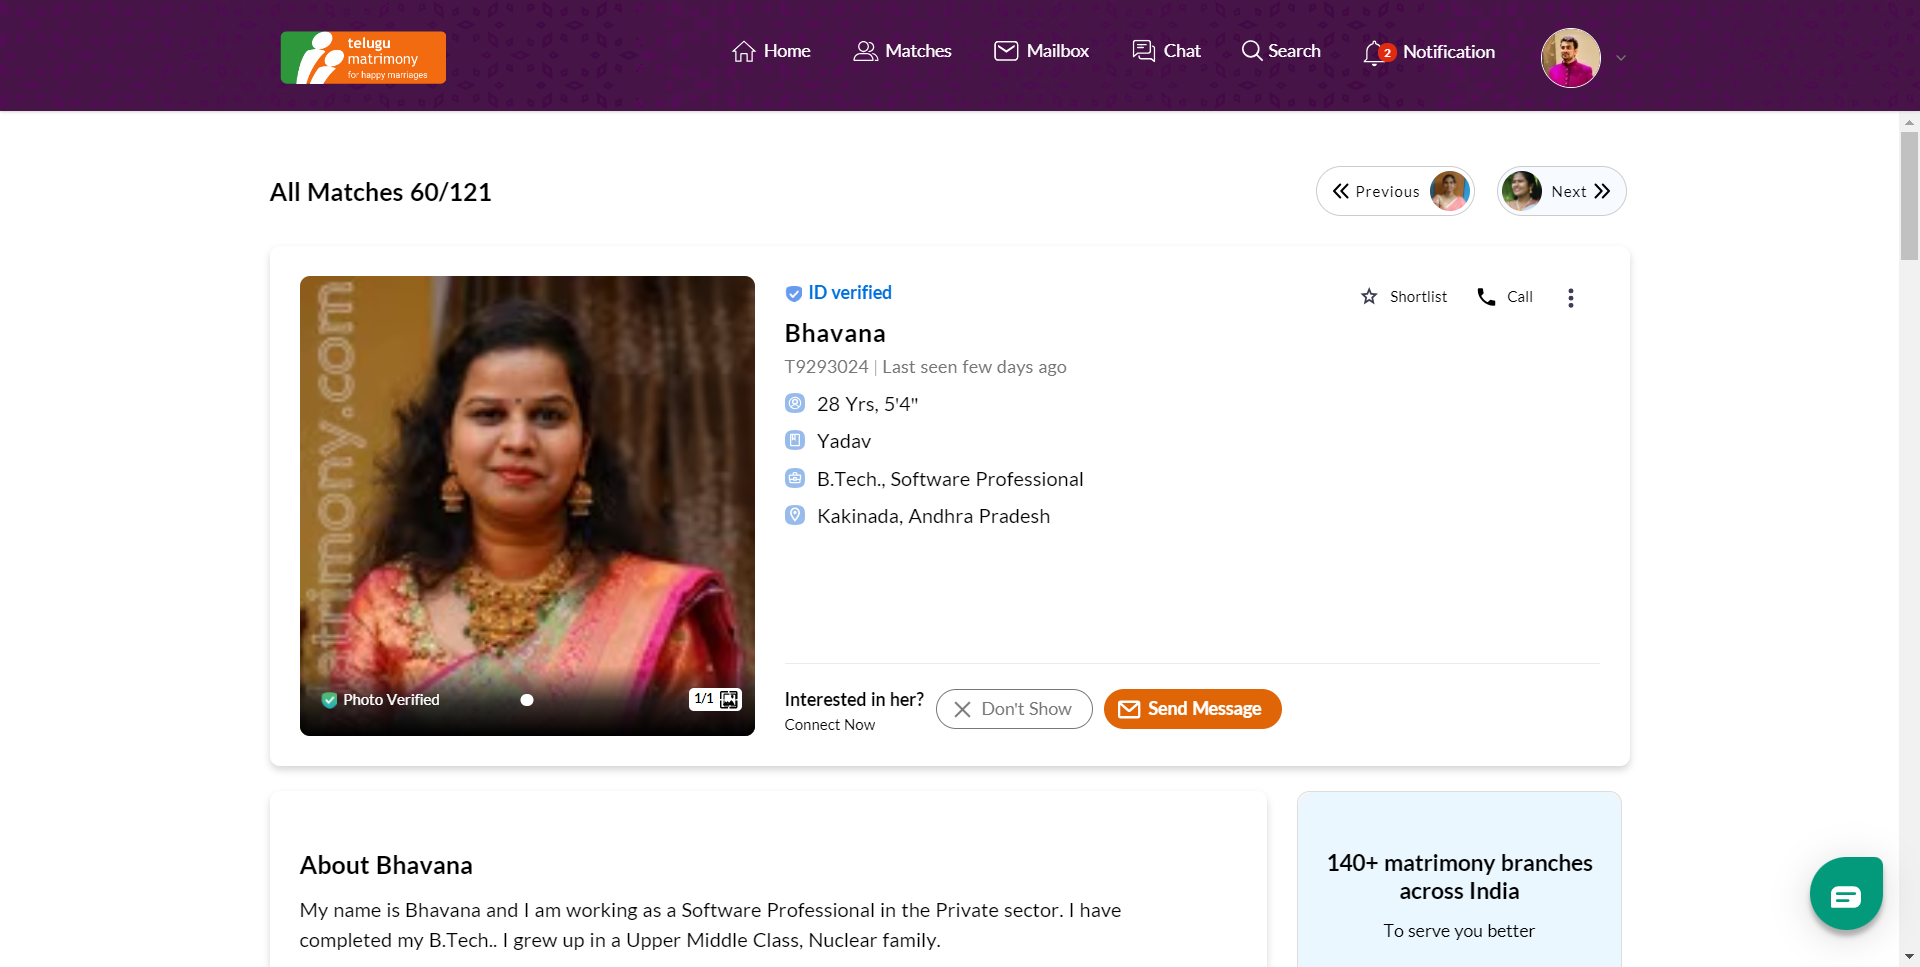 telugu
matrimony
for happy marriages
Home
Matches
Mailbox
Chat
Search
2
Notification
All Matches 60/121
Previous
Next
atrimony.com
Photo Verified
1/1
ID verified
Shortlist
Call
Bhavana
T9293024 | Last seen few days ago
28 Yrs, 5'4"
Yadav
B.Tech., Software Professional
Kakinada, Andhra Pradesh
Interested in her?
Connect Now
Don't Show
Send Message
About Bhavana
My name is Bhavana and I am working as a Software Professional in the Private sector. I have
completed my B.Tech.. I grew up in a Upper Middle Class, Nuclear family.
140+ matrimony branches
across India
To serve you better